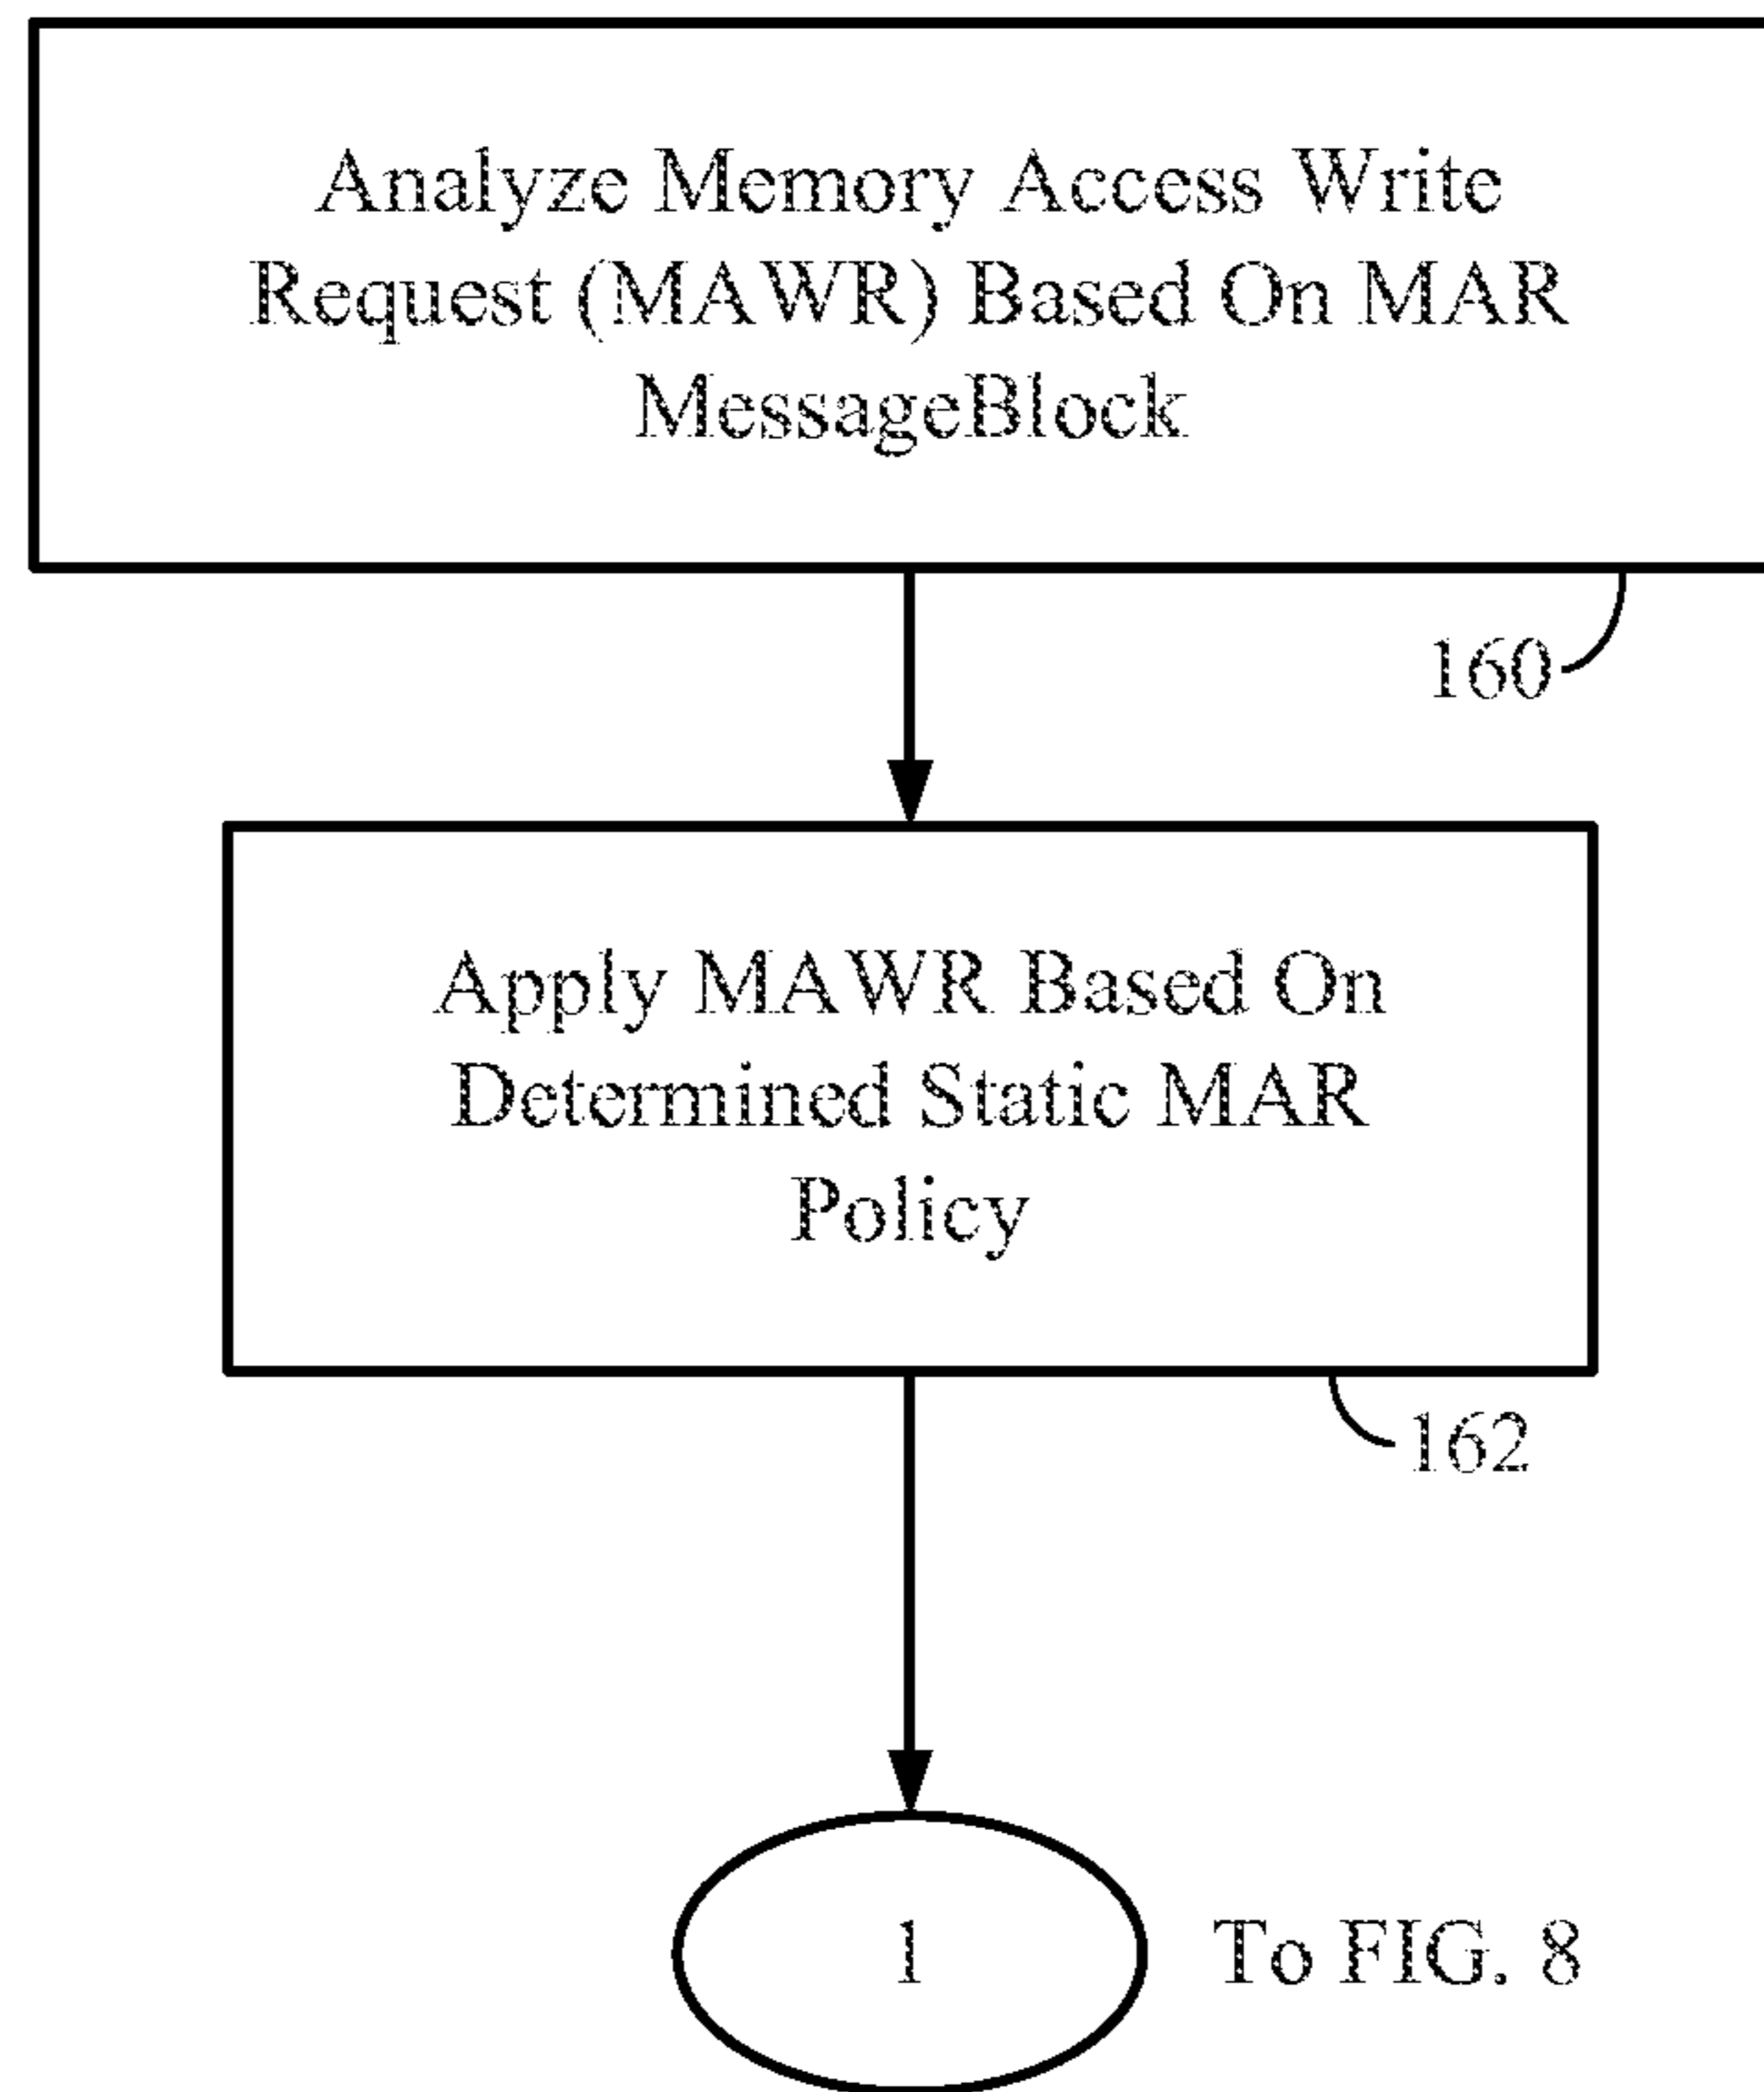 Analyze Memory Access Write
Request (MAWR) Based On MAR
MessageBlock
160
Apply MAWR Based On
Determined Static MAR
Policy
162
1
To FIG. 8